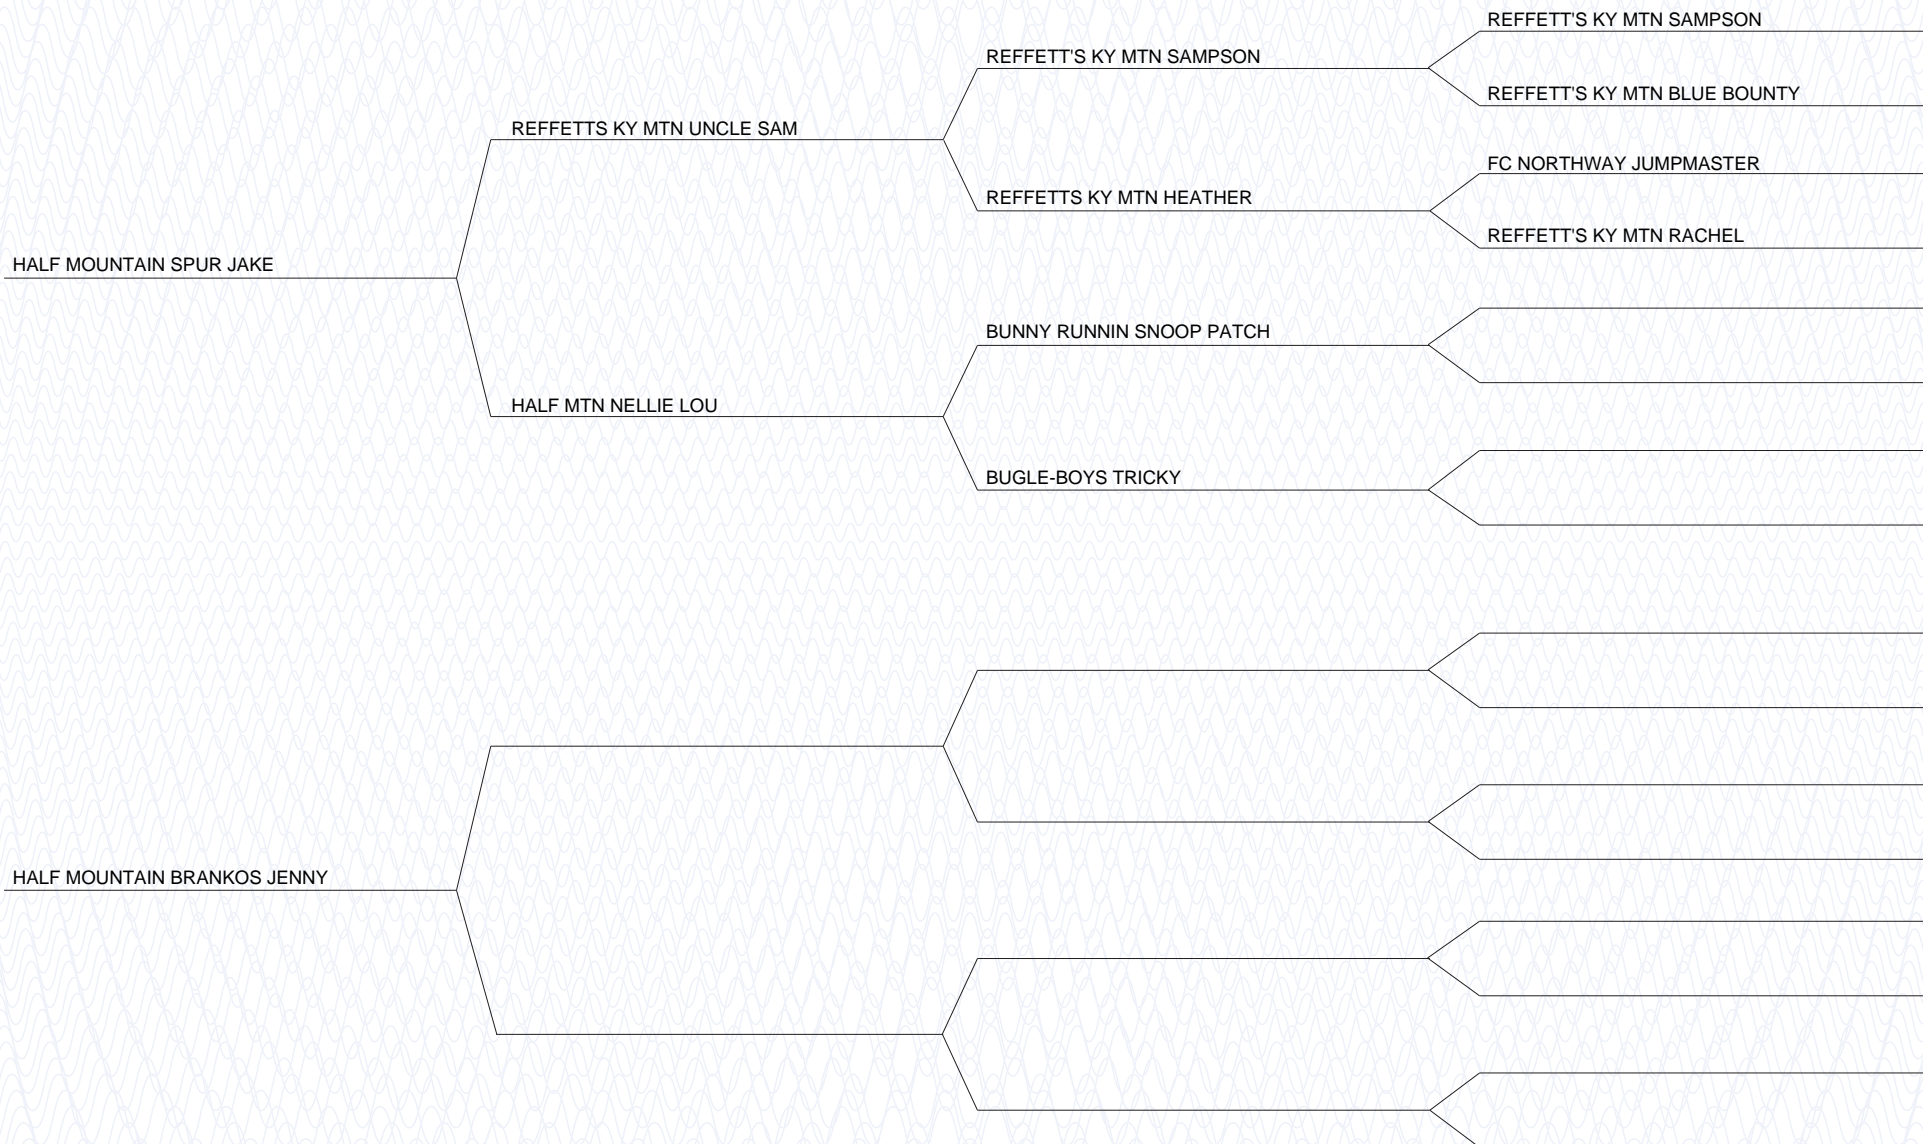 REFFETT'S KY MTN SAMPSON
REFFETT'S KY MTN SAMPSON
REFFETT'S KY MTN BLUE BOUNTY
REFFETTS KY MTN UNCLE SAM
FC NORTHWAY JUMPMASTER
REFFETTS KY MTN HEATHER
REFFETT'S KY MTN RACHEL
HALF MOUNTAIN SPUR JAKE
BUNNY RUNNIN SNOOP PATCH
HALF MTN NELLIE LOU
BUGLE-BOYS TRICKY
HALF MOUNTAIN BRANKOS JENNY